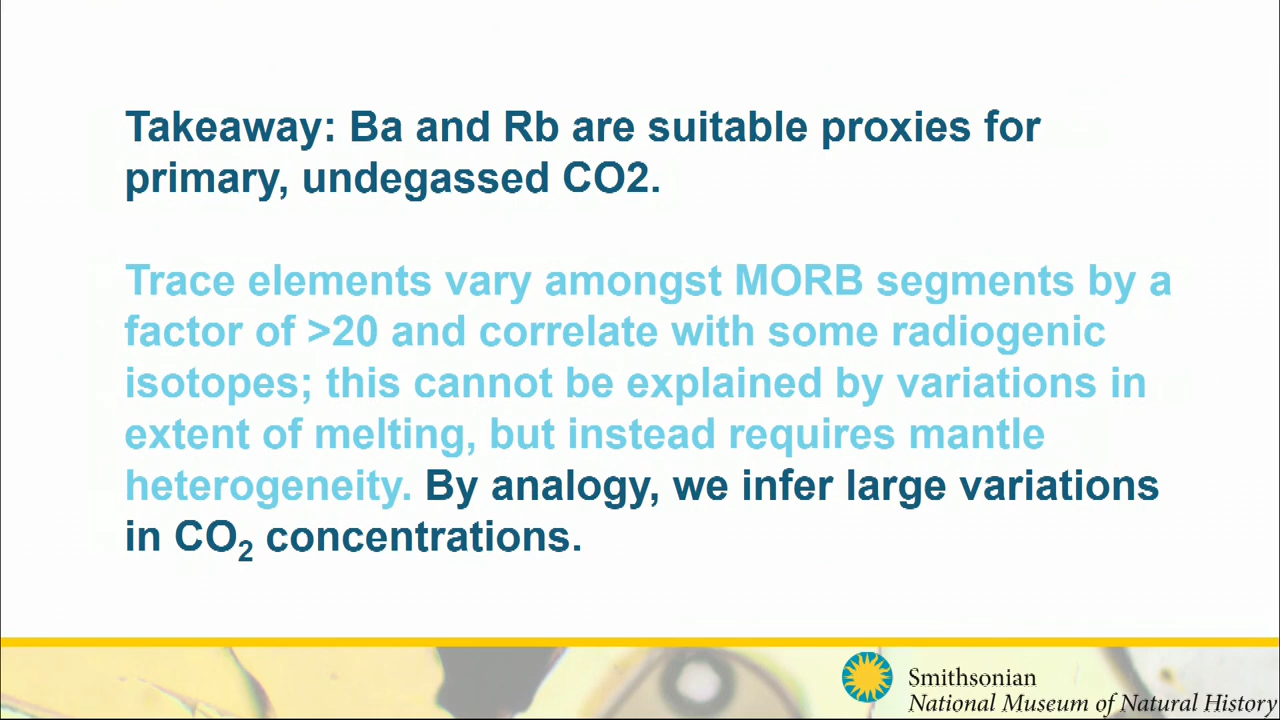 Takeaway: Ba and Rb are suitable proxies for
primary, undegassed CO2.
Trace elements vary amongst MORB segments by a
factor of >20 and correlate with some radiogenic
isotopes; this cannot be explained by variations in
extent of melting, but instead requires mantle
heterogeneity. By analogy, we infer large variations
in CO₂ concentrations.
Smithsonian
National Museum of Natural History